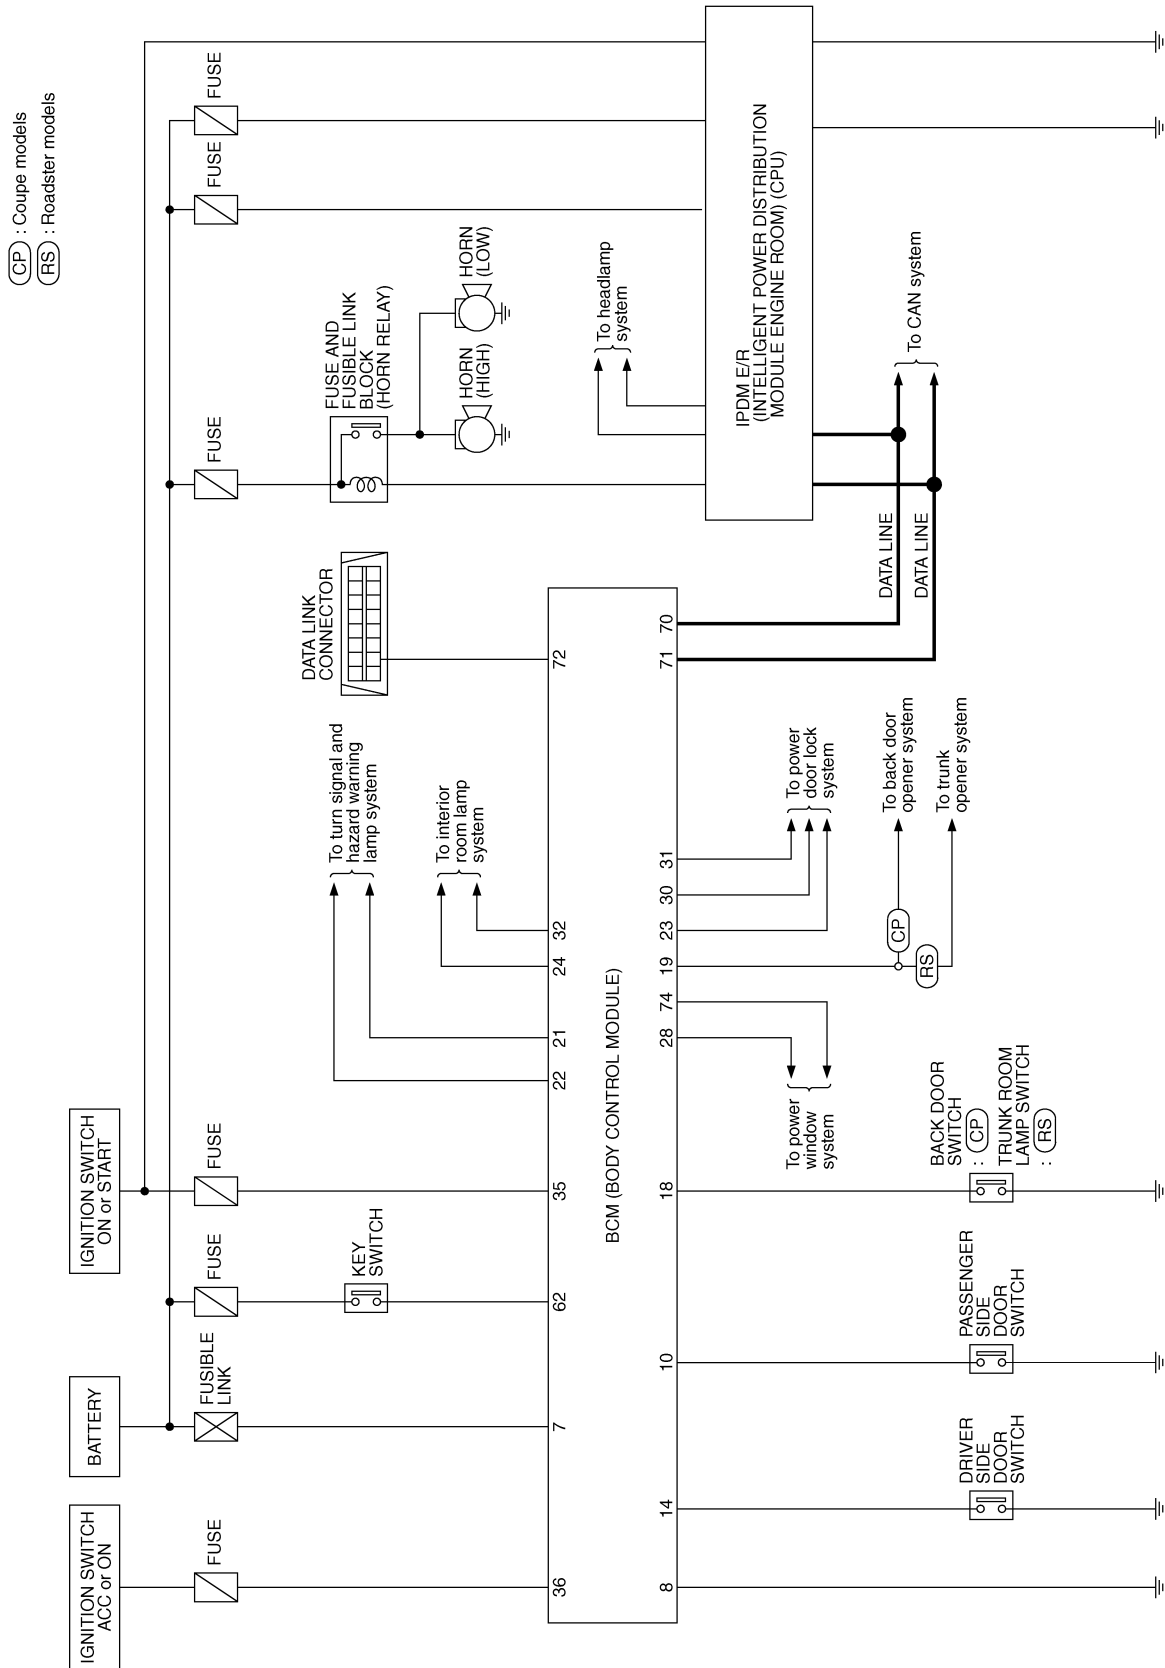 IGNITION SWITCH
ACC or ON
BATTERY
IGNITION SWITCH
ON or START
CP : Coupe models
RS : Roadster models
FUSE
FUSIBLE
LINK
FUSE
FUSE
FUSE
FUSE
FUSE
KEY
SWITCH
To turn signal and
hazard warning
lamp system
To interior
room lamp
system
DATA LINK
CONNECTOR
FUSE AND
FUSIBLE LINK
BLOCK
(HORN RELAY)
HORN
(HIGH)
HORN
(LOW)
To headlamp
system
36
7
62
35
22
21
24
32
72
BCM (BODY CONTROL MODULE)
IPDM E/R
(INTELLIGENT POWER DISTRIBUTION
MODULE ENGINE ROOM) (CPU)
8
14
10
18
28
74
19
23
30
31
71
70
To power
window
system
To power
door lock
system
DATA LINE
DATA LINE
To CAN system
CP
RS
To back door
opener system
To trunk
opener system
DRIVER
SIDE
DOOR
SWITCH
PASSENGER
SIDE
DOOR
SWITCH
BACK DOOR
SWITCH
: CP
TRUNK ROOM
LAMP SWITCH
: RS